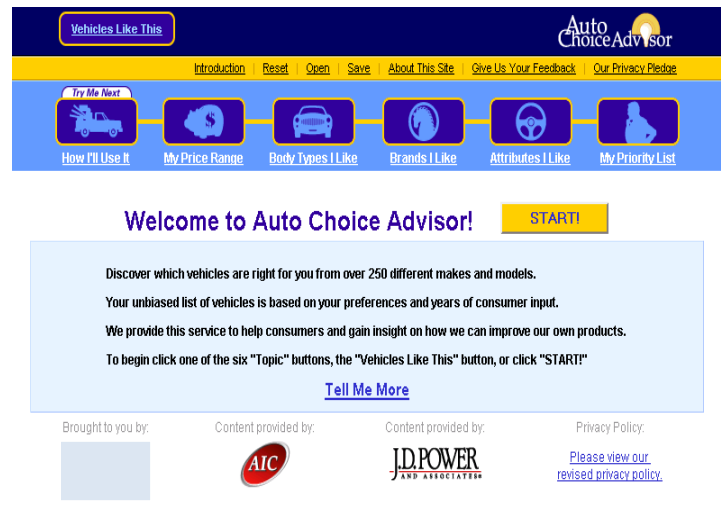 Vehicles Like This
Auto
ChoiceAdvisor
Introduction | Reset | Open | Save | About This Site | Give Us Your Feedback | Our Privacy Pledge
Try Me Next
$
How I'll Use It My Price Range Body Types I Like Brands I Like Attributes I Like My Priority List
Welcome to Auto Choice Advisor! START!
Discover which vehicles are right for you from over 250 different makes and models.
Your unbiased list of vehicles is based on your preferences and years of consumer input.
We provide this service to help consumers and gain insight on how we can improve our own products.
To begin click one of the six "Topic" buttons, the "Vehicles Like This" button, or click "START!"
Tell Me More
Brought to you by: Content provided by: Content provided by: Privacy Policy:
AIC
J.D.POWER
AND ASSOCIATES®
Please view our
revised privacy policy.